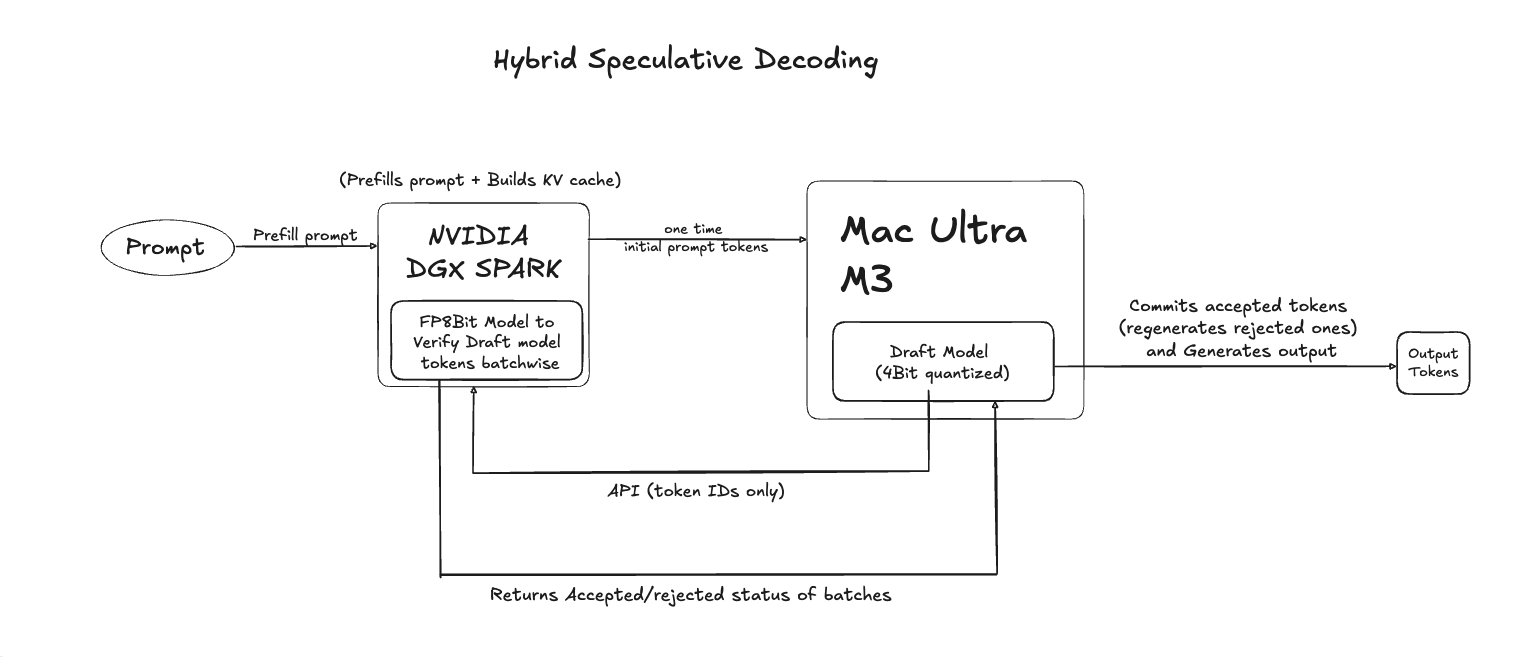 Hybrid Speculative Decoding
(Prefills prompt + Builds KV cache)
Prompt
Prefill prompt
NVIDIA
DGX SPARK
FP8Bit Model to
Verify Draft model
tokens batchwise
one time
initial prompt tokens
Mac Ultra
M3
Draft Model
(4Bit quantized)
Commits accepted tokens
(regenerates rejected ones)
and Generates output
Output
Tokens
API (token IDs only)
Returns Accepted/rejected status of batches